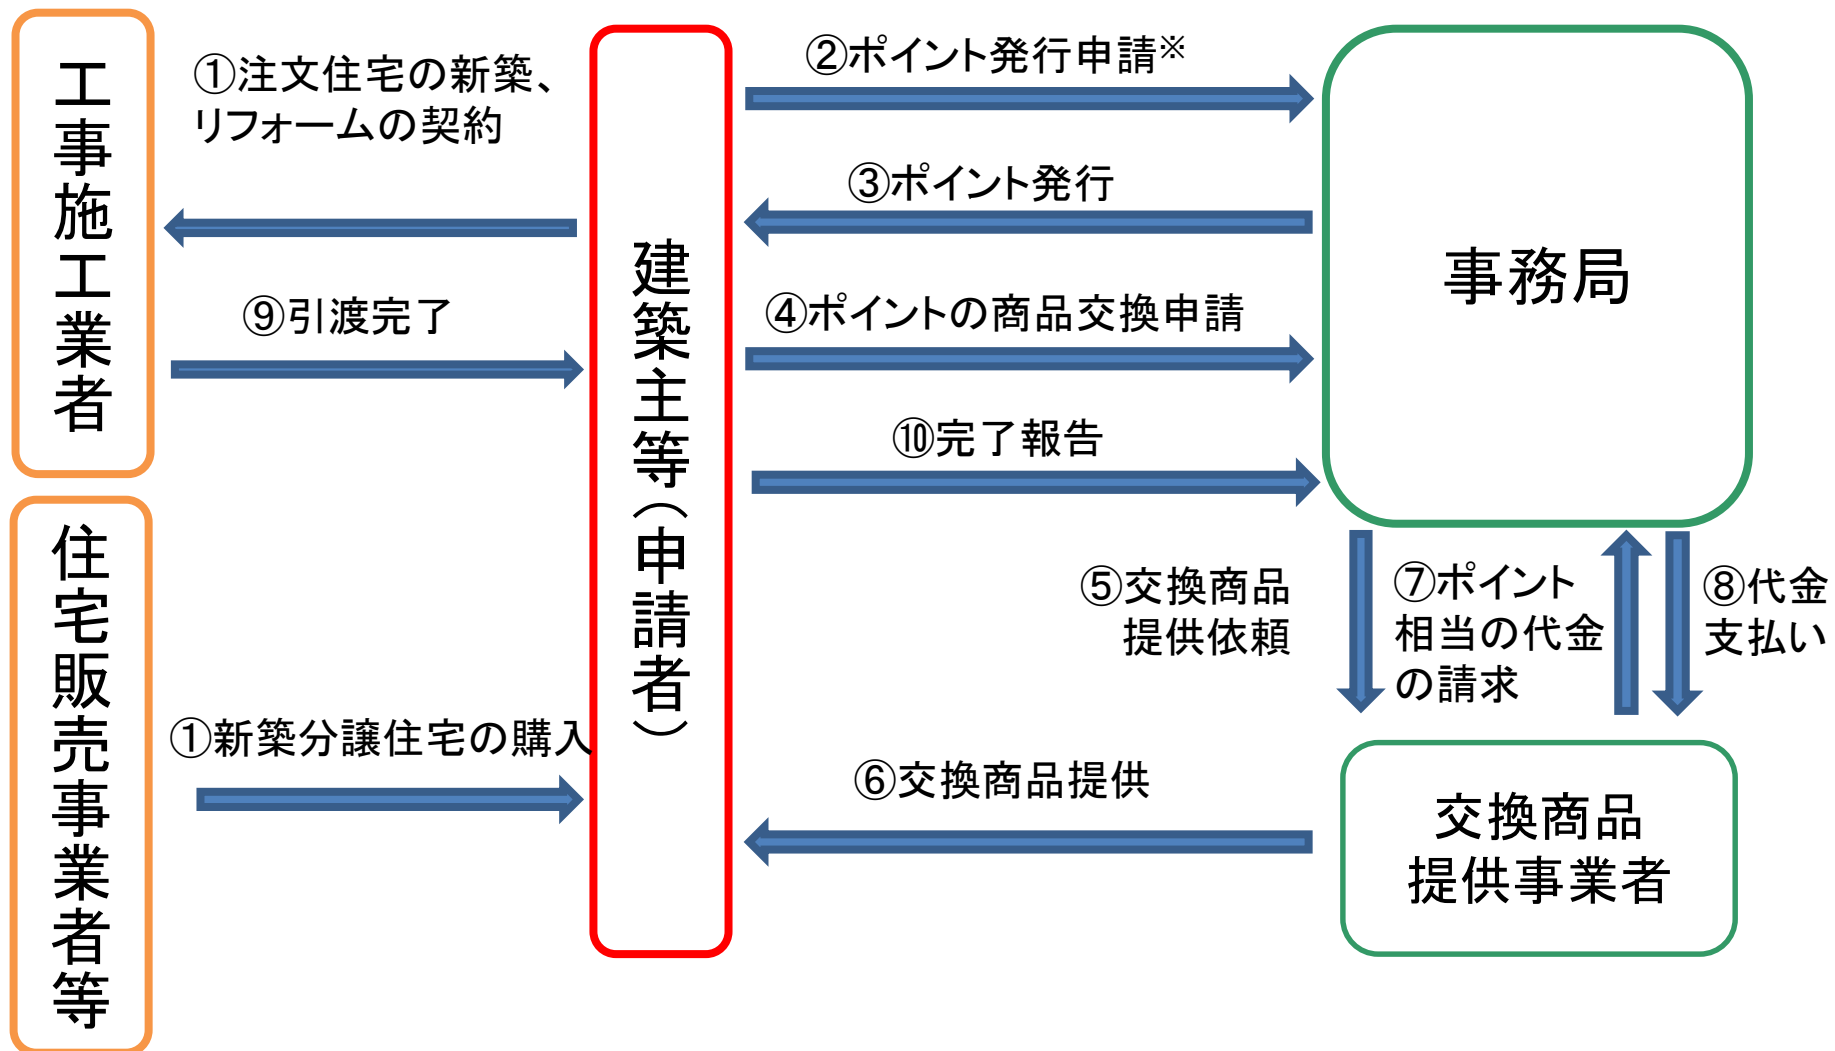 工事施工業者
①注文住宅の新築、
リフォームの契約
⑨引渡完了
住宅販売事業者等
①新築分譲住宅の購入
建築主等（申請者）
②ポイント発行申請※
③ポイント発行
④ポイントの商品交換申請
⑩完了報告
事務局
⑤交換商品
提供依頼
⑦ポイント
相当の代金
の請求
⑧代金
支払い
⑥交換商品提供
交換商品
提供事業者